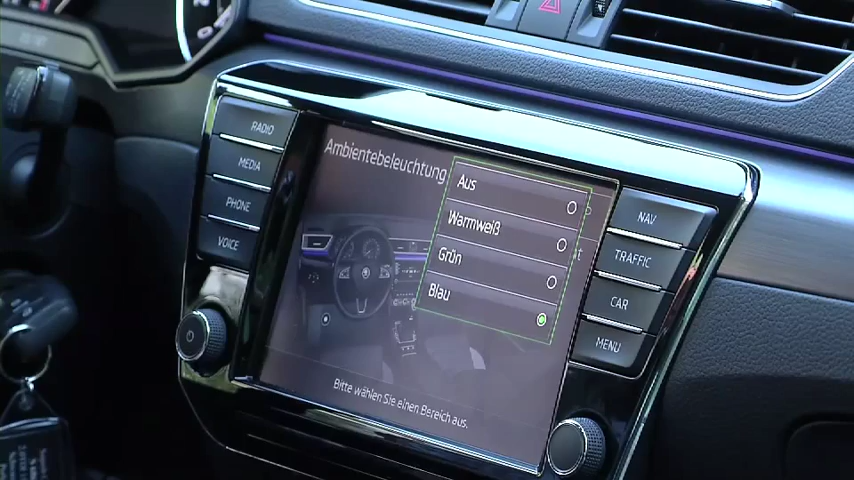 RADIO
MEDIA
PHONE
VOICE
Ambientebeleuchtung
Aus
Warmweiß
Grün
Blau
Bitte wählen Sie einen Bereich aus.
NAV
TRAFFIC
CAR
MENU